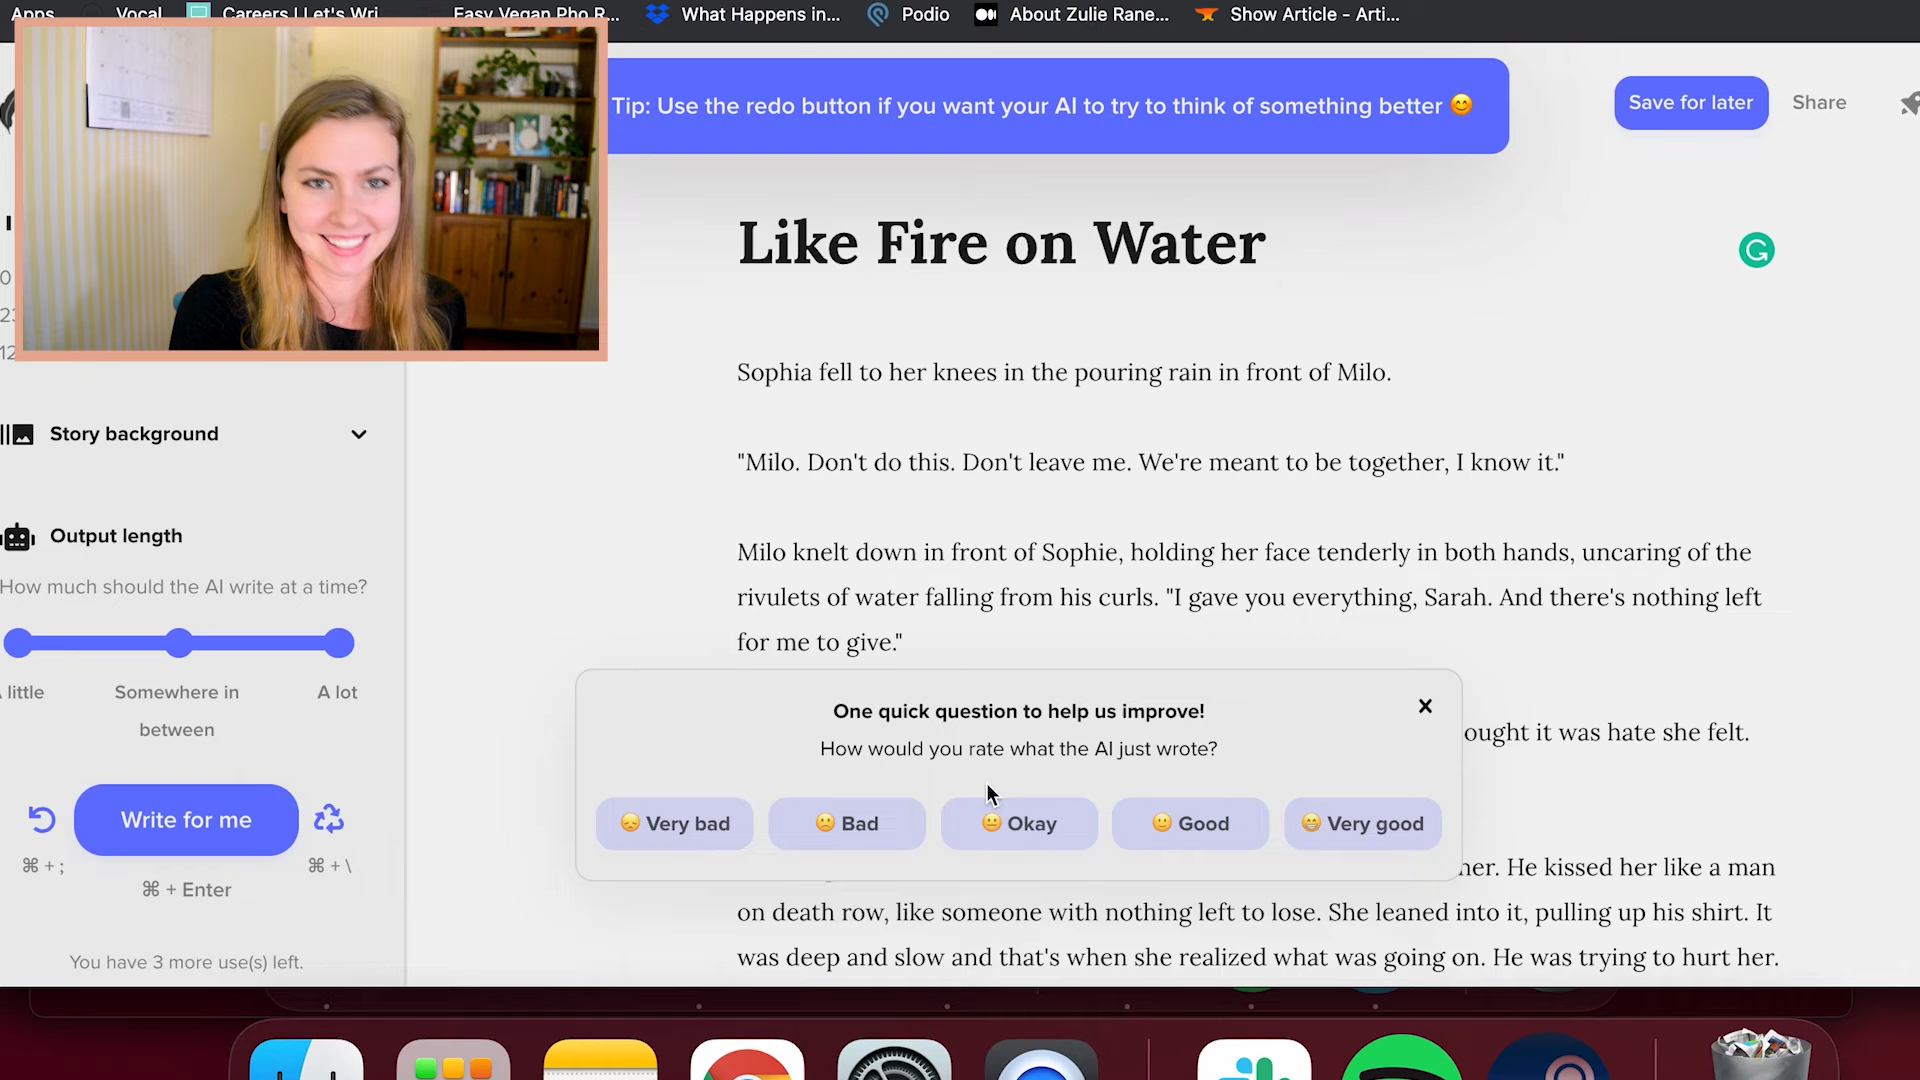 Apps
Vocal
Careers | Let's Wri
Easy Vegan Pho R...
What Happens in...
Podio
About Zulie Rane...
Show Article - Arti...
Tip: Use the redo button if you want your AI to try to think of something better 😊
Save for later
Share
Like Fire on Water
Sophia fell to her knees in the pouring rain in front of Milo.
"Milo. Don't do this. Don't leave me. We're meant to be together, I know it."
Milo knelt down in front of Sophie, holding her face tenderly in both hands, uncaring of the
rivulets of water falling from his curls. "I gave you everything, Sarah. And there's nothing left
for me to give."
ought it was hate she felt.
her. He kissed her like a man
on death row, like someone with nothing left to lose. She leaned into it, pulling up his shirt. It
was deep and slow and that's when she realized what was going on. He was trying to hurt her.
Story background
Output length
How much should the AI write at a time?
little
Somewhere in
between
A lot
Write for me
⌘ + ;
⌘ + \
⌘ + Enter
You have 3 more use(s) left.
One quick question to help us improve!
How would you rate what the AI just wrote?
😞 Very bad
🙁 Bad
😐 Okay
🙂 Good
😁 Very good